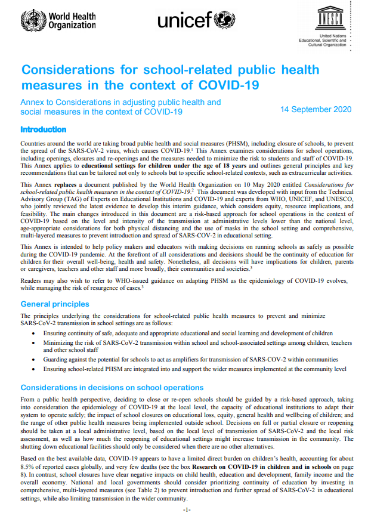 World Health
Organization
unicef
United Nations
Educational, Scientific and
Cultural Organization
Considerations for school-related public health
measures in the context of COVID-19
Annex to Considerations in adjusting public health and
social measures in the context of COVID-19
14 September 2020
Introduction
Countries around the world are taking broad public health and social measures (PHSM), including closure of schools, to prevent
the spread of the SARS-CoV-2 virus, which causes COVID-19.¹ This Annex examines considerations for school operations,
including openings, closures and re-openings and the measures needed to minimize the risk to students and staff of COVID-19.
This Annex applies to educational settings for children under the age of 18 years and outlines general principles and key
recommendations that can be tailored not only to schools but to specific school-related contexts, such as extracurricular activities.
This Annex replaces a document published by the World Health Organization on 10 May 2020 entitled Considerations for
school-related public health measures in the context of COVID-19.² This document was developed with input from the Technical
Advisory Group (TAG) of Experts on Educational Institutions and COVID-19 and experts from WHO, UNICEF, and UNESCO,
who jointly reviewed the latest evidence to develop this interim guidance, which considers equity, resource implications, and
feasibility. The main changes introduced in this document are a risk-based approach for school operations in the context of
COVID-19 based on the level and intensity of the transmission at administrative levels lower than the national level,
age-appropriate considerations for both physical distancing and the use of masks in the school setting and comprehensive,
multi-layered measures to prevent introduction and spread of SARS-COV-2 in educational setting.
This Annex is intended to help policy makers and educators with making decisions on running schools as safely as possible
during the COVID-19 pandemic. At the forefront of all considerations and decisions should be the continuity of education for
children for their overall well-being, health and safety. Nonetheless, all decisions will have implications for children, parents
or caregivers, teachers and other staff and more broadly, their communities and societies.
Readers may also wish to refer to WHO-issued guidance on adapting PHSM as the epidemiology of COVID-19 evolves,
while managing the risk of resurgence of cases.
General principles
The principles underlying the considerations for school-related public health measures to prevent and minimize
SARS-CoV-2 transmission in school settings are as follows:
• Ensuring continuity of safe, adequate and appropriate educational and social learning and development of children
• Minimizing the risk of SARS-CoV-2 transmission within school and school-associated settings among children, teachers
and other school staff
• Guarding against the potential for schools to act as amplifiers for transmission of SARS-COV-2 within communities
• Ensuring school-related PHSM are integrated into and support the wider measures implemented at the community level
Considerations in decisions on school operations
From a public health perspective, deciding to close or re-open schools should be guided by a risk-based approach, taking
into consideration the epidemiology of COVID-19 at the local level, the capacity of educational institutions to adapt their
system to operate safely; the impact of school closures on educational loss, equity, general health and wellbeing of children; and
the range of other public health measures being implemented outside school. Decisions on full or partial closure or reopening
should be taken at a local administrative level, based on the local level of transmission of SARS-CoV-2 and the local risk
assessment, as well as how much the reopening of educational settings might increase transmission in the community. The
shutting down educational facilities should only be considered when there are no other alternatives.
Based on the best available data, COVID-19 appears to have a limited direct burden on children's health, accounting for about
8.5% of reported cases globally, and very few deaths (see box Research on COVID-19 in children and in schools on page
8). In contrast, school closures have clear negative impacts on child health, education and development, family income and the
overall economy. National and local governments should consider prioritizing continuity of education by investing in
comprehensive, multi-layered measures (see Table 2) to prevent introduction and further spread of SARS-CoV-2 in educational
settings, while also limiting transmission in the wider community.
-1-